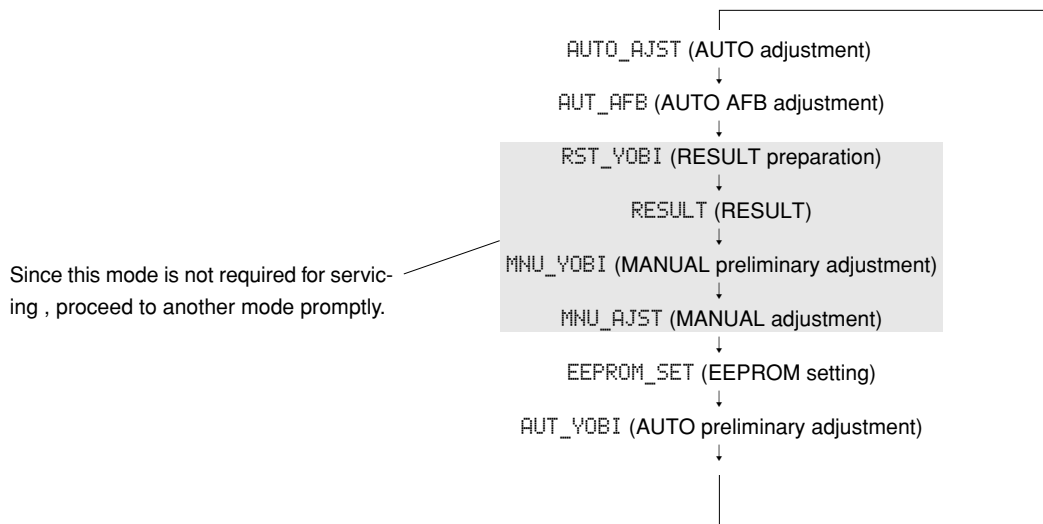 AUTO_AJST (AUTO adjustment)
AUT_AFB (AUTO AFB adjustment)
RST_YOBI (RESULT preparation)
RESULT (RESULT)
Since this mode is not required for servic-
ing , proceed to another mode promptly.
MNU_YOBI (MANUAL preliminary adjustment)
MNU_AJST (MANUAL adjustment)
EEPROM_SET (EEPROM setting)
AUT_YOBI (AUTO preliminary adjustment)